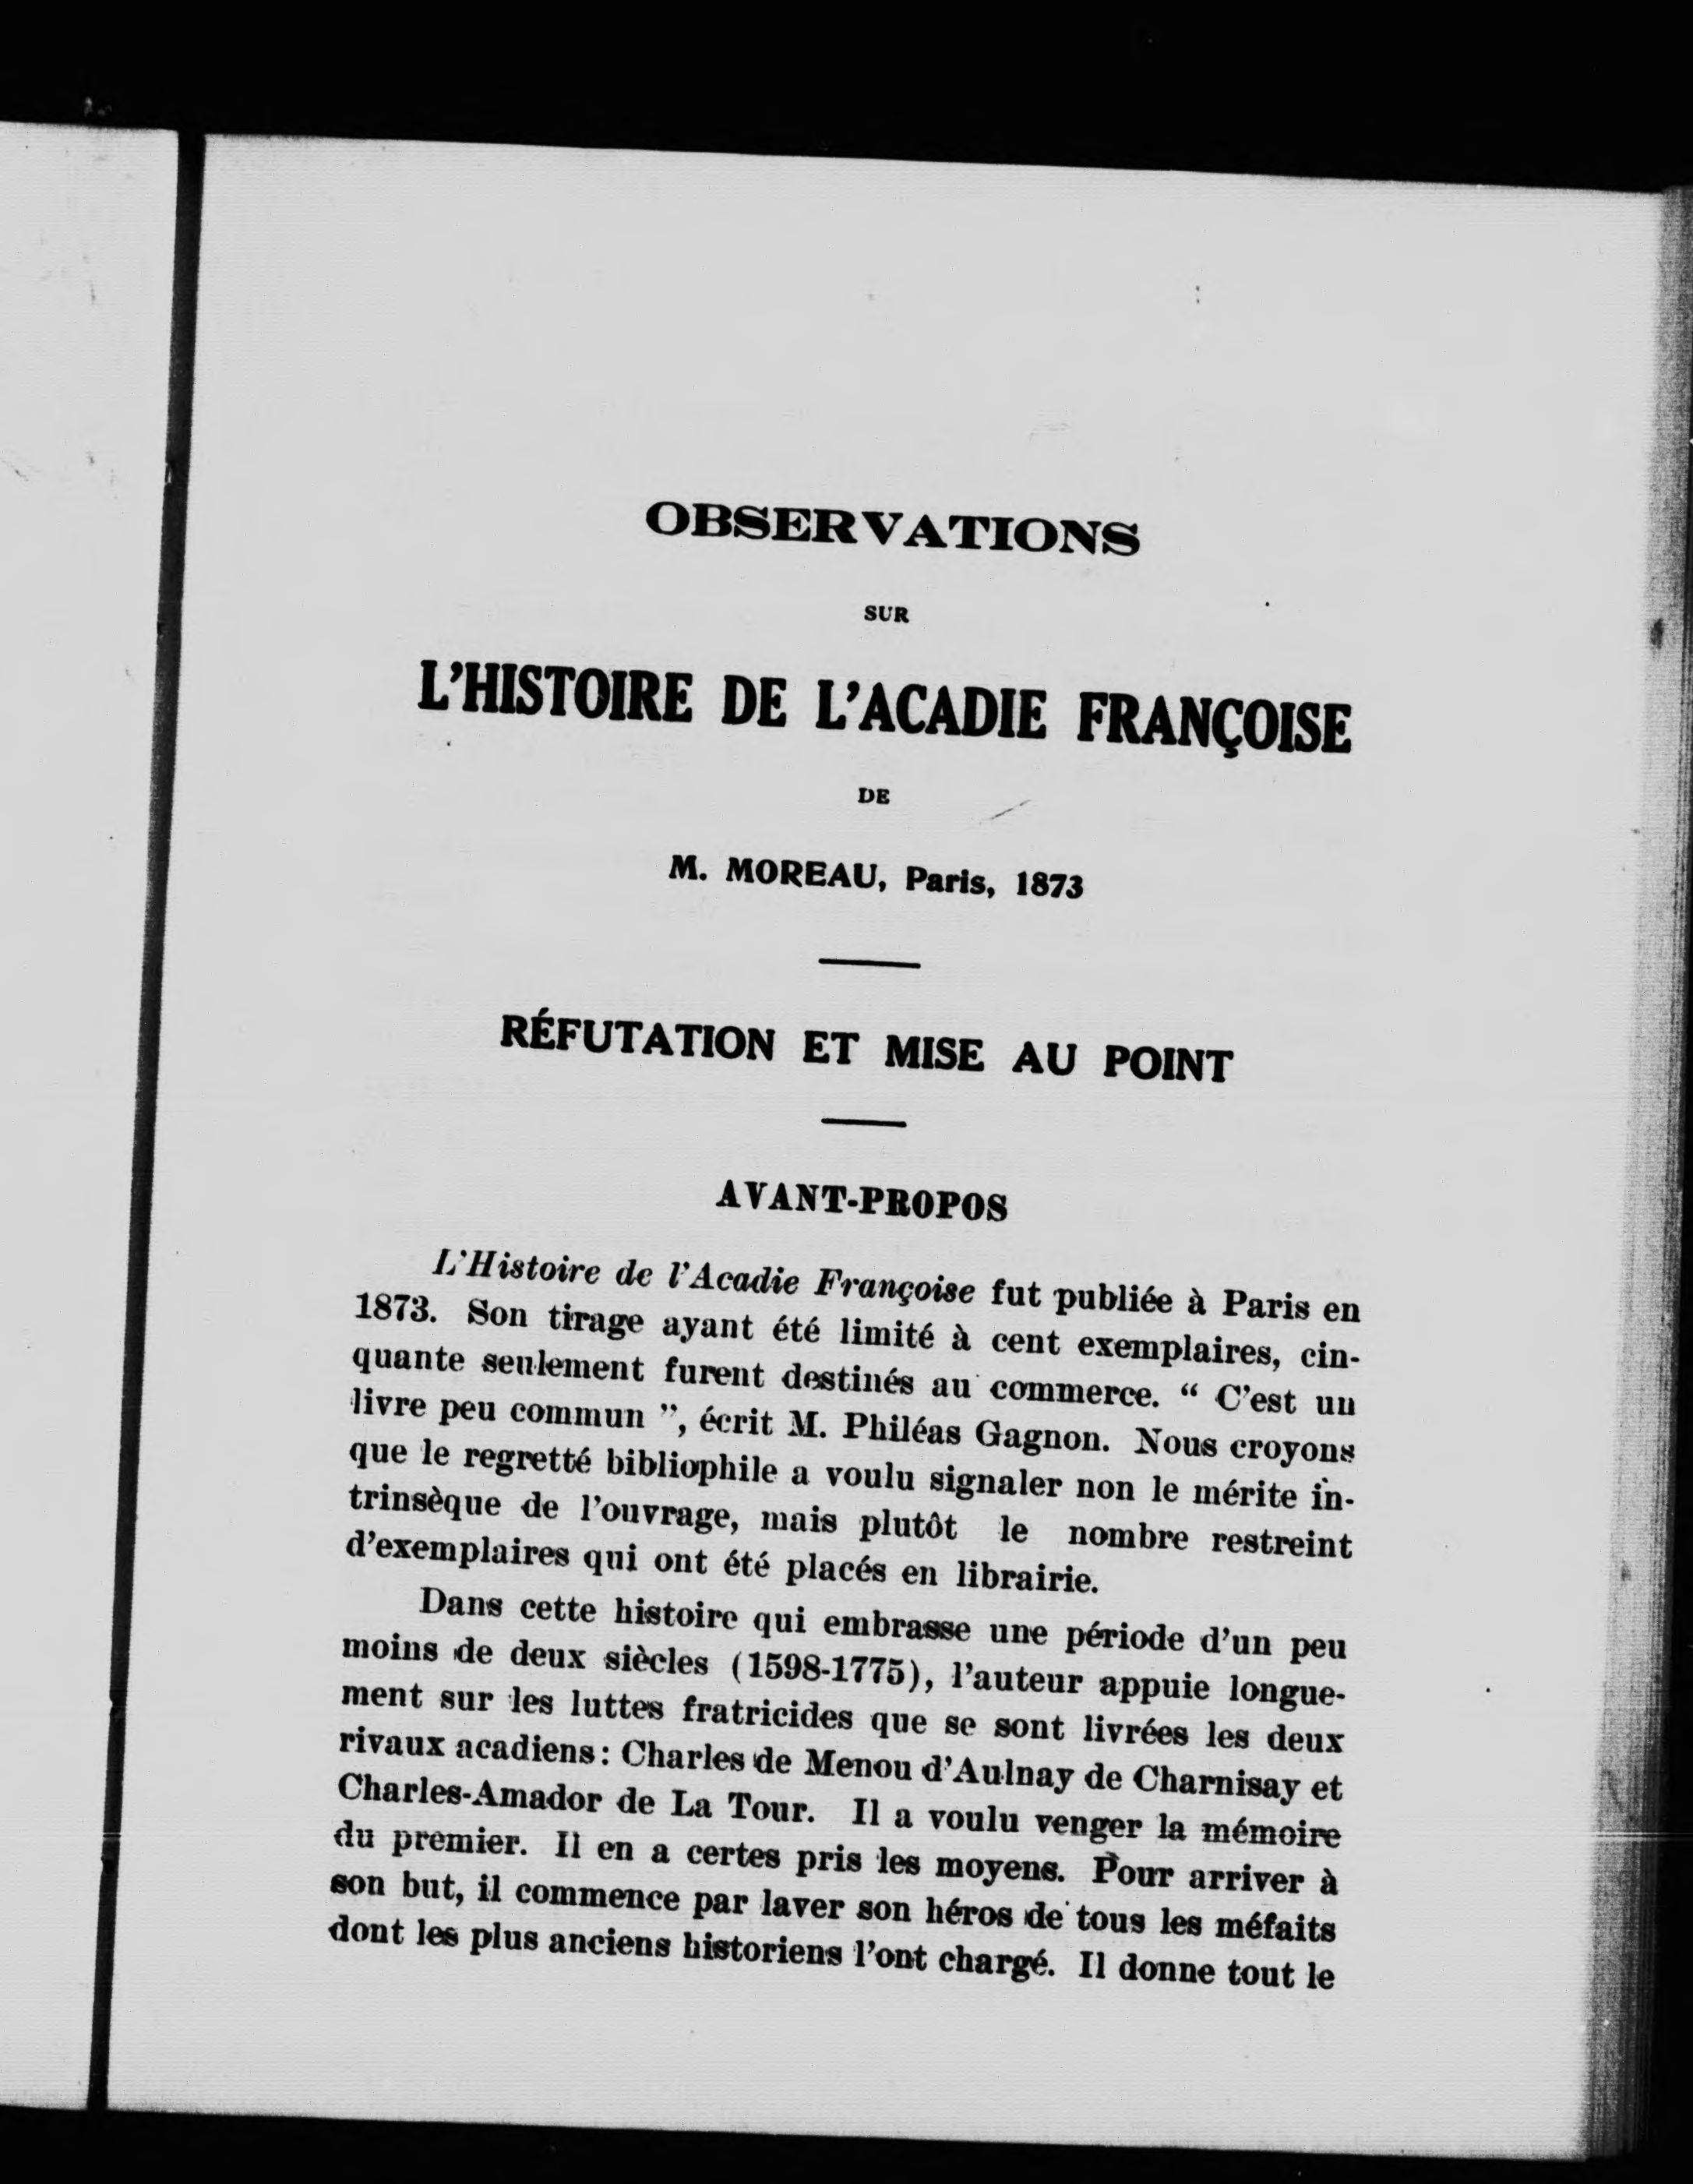 OBSERVATIONS
SUR
L'HISTOIRE DE L'ACADIE FRANÇOISE
DE
M. MOREAU, Paris, 1873
RÉFUTATION ET MISE AU POINT
AVANT-PROPOS
L'Histoire de l'Acadie Françoise fut publiée à Paris en
1873. Son tirage ayant été limité à cent exemplaires, cin-
quante seulement furent destinés au commerce. “ C'est un
livre peu commun ”, écrit M. Philéas Gagnon. Nous croyons
que le regretté bibliophile a voulu signaler non le mérite in-
trinsèque de l'ouvrage, mais plutôt le nombre restreint
d'exemplaires qui ont été placés en librairie.
Dans cette histoire qui embrasse une période d'un peu
moins de deux siècles (1598-1775), l'auteur appuie longue-
ment sur les luttes fratricides que se sont livrées les deux
rivaux acadiens: Charles de Menou d'Aulnay de Charnisay et
Charles-Amador de La Tour. Il a voulu venger la mémoire
du premier. Il en a certes pris les moyens. Pour arriver à
son but, il commence par laver son héros de tous les méfaits
dont les plus anciens historiens l'ont chargé. Il donne tout le